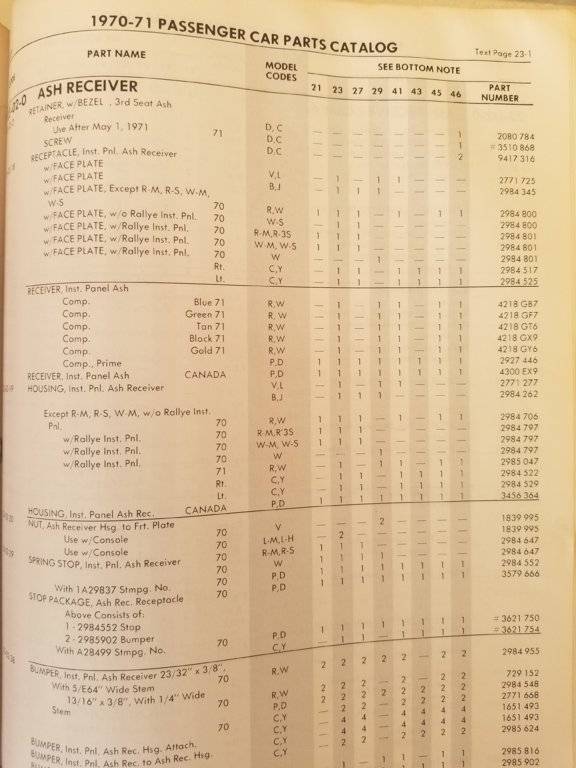 1970-71 PASSENGER CAR PARTS CATALOG
Text Page 23-1
PART NAME MODEL CODES SEE BOTTOM NOTE PART NUMBER
21 23 27 29 41 43 45 46
ASH RECEIVER
RETAINER, w/BEZEL , 3rd Seat Ash
Receiver D,C — — — — — — — 1 2080 784
Use After May 1, 1971 71 D,C — — — — — — — 1 #3510 868
SCREW D,C — — — — — — — 2 9417 316
RECEPTACLE, Inst. Pnl. Ash Receiver
w/FACE PLATE V,L — 1 — 1 1 — — — 2771 725
w/FACE PLATE B,J — 1 1 1 — — — — 2984 345
w/FACE PLATE, Except R-M, R-S, W-M,
W-S 70 R,W 1 1 1 — 1 — 1 1 2984 800
w/FACE PLATE, w/o Rallye Inst. Pnl. 70 W-S — 1 1 — — — — — 2984 800
w/FACE PLATE, w/Rallye Inst. Pnl. 70 R-M,R-3S 1 1 1 — — — — — 2984 801
w/FACE PLATE, w/Rallye Inst. Pnl. 70 W-M, W-S 1 1 1 — — — — — 2984 801
w/FACE PLATE, w/Rallye Inst. Pnl. 70 W — — — 1 — — — — 2984 801
Rt. C,Y — 1 1 — 1 1 1 1 2984 517
Lt. C,Y — 1 1 — 1 1 1 1 2984 525
RECEIVER, Inst. Panel Ash
Comp. Blue 71 R,W — 1 — 1 1 — 1 1 4218 GB7
Comp. Green 71 R,W — 1 — 1 1 — 1 1 4218 GF7
Comp. Tan 71 R,W — 1 — 1 1 — 1 1 4218 GT6
Comp. Black 71 R,W — 1 — 1 1 — 1 1 4218 GX9
Comp. Gold 71 R,W — 1 — 1 1 — 1 1 4218 GY6
Comp., Prime P,D 1 1 1 1 1 1 1 1 2927 446
RECEIVER, Inst. Panel Ash CANADA P,D 1 1 1 1 1 1 1 1 4300 EX9
HOUSING, Inst. Pnl. Ash Receiver V,L — 1 — 1 1 — — — 2771 277
B,J — 1 1 1 — — — — 2984 262
Except R-M, R-S, W-M, w/o Rallye Inst.
Pnl. 70 R,W 1 1 1 — 1 — 1 1 2984 706
w/Rallye Inst. Pnl. 70 R-M,R'3S 1 1 1 — — — — — 2984 797
w/Rallye Inst. Pnl. 70 W-M, W-S 1 1 1 — — — — — 2984 797
w/Rallye Inst. Pnl. 70 W — — — 1 — — — — 2984 797
71 R,W — 1 — 1 1 — 1 1 2985 047
Rt. C,Y — 1 1 — 1 1 1 1 2984 522
Lt. C,Y — 1 1 — 1 1 1 1 2984 529
HOUSING, Inst. Panel Ash Rec. CANADA P,D 1 1 1 1 1 1 1 1 3456 364
NUT, Ash Receiver Hsg. to Frt. Plate
Use w/Console 70 V — — — 2 — — — — 1839 995
Use w/Console 70 L-M, L-H — 2 — — — — — — 1839 995
SPRING STOP, Inst. Pnl. Ash Receiver 70 R-M,R-S 1 1 1 — — — — — 2984 647
70 W 1 1 1 1 1 — 1 1 2984 647
70 P,D 1 1 1 1 1 1 1 1 2984 552
With 1A29837 Stmpg. No. 70 P,D 1 1 1 1 1 1 1 1 3579 666
STOP PACKAGE, Ash Rec. Receptacle
Above Consists of:
1 - 2984552 Stop
2 - 2985902 Bumper P,D 1 1 1 1 1 1 1 1 #3621 750
With A28499 Stmpg. No. 70 C,Y — 1 1 — 1 1 1 1 #3621 754
BUMPER, Inst. Pnl. Ash Receiver 23/32" x 3/8",
With 5/E64" Wide Stem 70 R,W 2 2 2 2 2 — 2 2 2984 955
13/16" x 3/8", With 1/4" Wide
Stem 70 R,W 2 2 2 2 2 — 2 2 729 152
P,D 2 2 2 2 2 2 2 2 2984 548
C,Y 2771 668
70 C,Y — 4 4 — 4 4 4 4 1651 493
C,Y 1651 493
2985 624
BUMPER, Inst. Pnl. Ash Rec. Hsg. Attach. 2985 816
BUMPER, Inst. Pnl. Ash Rec. to Ash Rec. Hsg. 2985 902